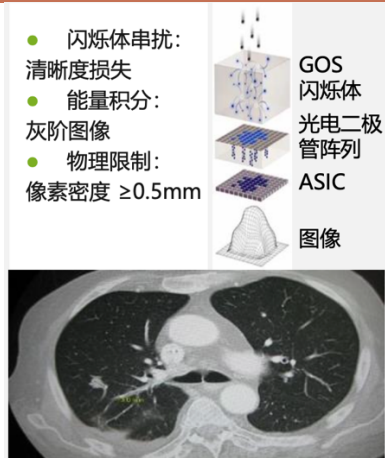 ● 闪烁体串扰：
清晰度损失
● 能量积分：
灰阶图像
● 物理限制：
像素密度 ≥0.5mm
GOS
闪烁体
光电二极
管阵列
ASIC
图像